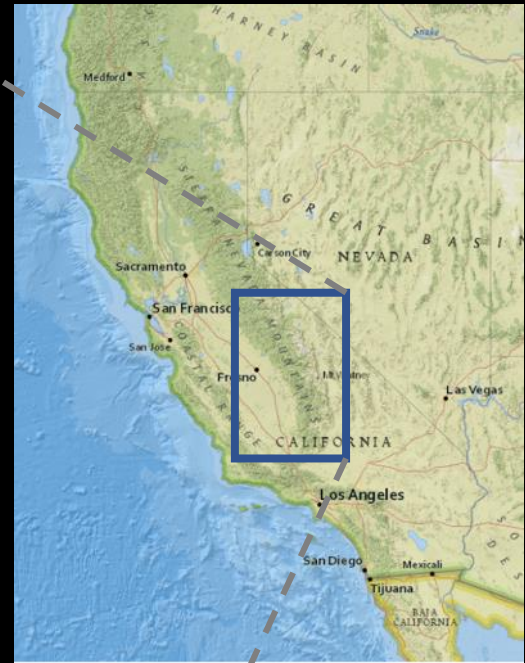 HARNEY BASIN
Snake
Medford
SIERRA NEVADA MOUNTAINS
GREAT BASIN
Carson City
NEVADA
Sacramento
San Francisc
San Jose
COASTAL RANGE
Fresno
Mt Whitney
Las Vegas
CALIFORNIA
Los Angeles
San Diego
Mexicali
Tijuana
BAJA
CALIFORNIA